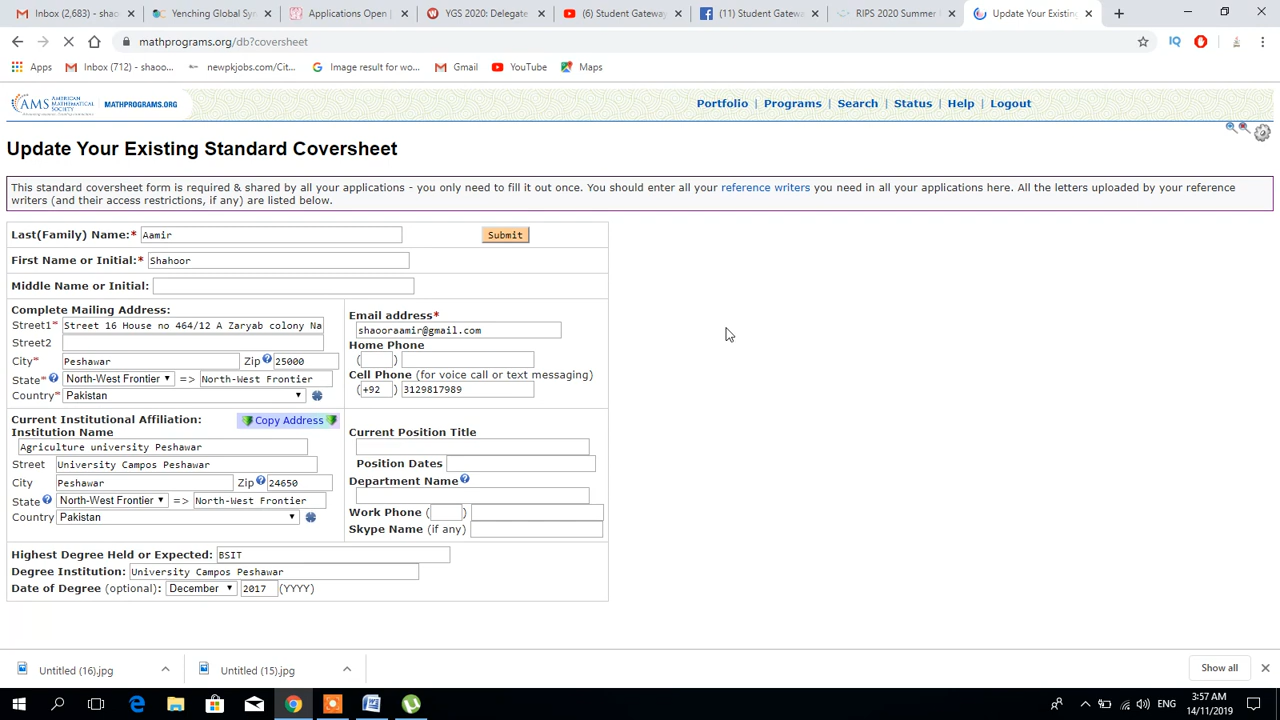 Inbox (2,683) - shao
Yenching Global Sy
Applications Open
YGS 2020: Delegate
(6) Student Gateway
(11) Student Gatew
RIPS 2020 Summer
Update Your Existing
mathprograms.org/db?coversheet
IQ
Apps
Inbox (712) - shaoo...
newpkjobs.com/Cit...
Image result for wo...
Gmail
YouTube
Maps
AMS AMERICAN MATHEMATICAL SOCIETY MATHPROGRAMS.ORG
Portfolio | Programs | Search | Status | Help | Logout
Update Your Existing Standard Coversheet
This standard coversheet form is required & shared by all your applications - you only need to fill it out once. You should enter all your reference writers you need in all your applications here. All the letters uploaded by your reference
writers (and their access restrictions, if any) are listed below.
Last(Family) Name:* Aamir
Submit
First Name or Initial:* Shahoor
Middle Name or Initial:
Complete Mailing Address:
Street1* Street 16 House no 464/12 A Zaryab colony Na
Street2
City* Peshawar Zip 25000
State* North-West Frontier => North-West Frontier
Country* Pakistan
Email address*
shaooraamir@gmail.com
Home Phone
( )
Cell Phone (for voice call or text messaging)
(+92 ) 3129817989
Current Institutional Affiliation:
Copy Address
Institution Name
Agriculture university Peshawar
Street University Campos Peshawar
City Peshawar Zip 24650
State North-West Frontier => North-West Frontier
Country Pakistan
Current Position Title
Position Dates
Department Name
Work Phone ( )
Skype Name (if any)
Highest Degree Held or Expected: BSIT
Degree Institution: University Campos Peshawar
Date of Degree (optional): December 2017 (YYYY)
Untitled (16).jpg
Untitled (15).jpg
Show all
ENG
3:57 AM
14/11/2019